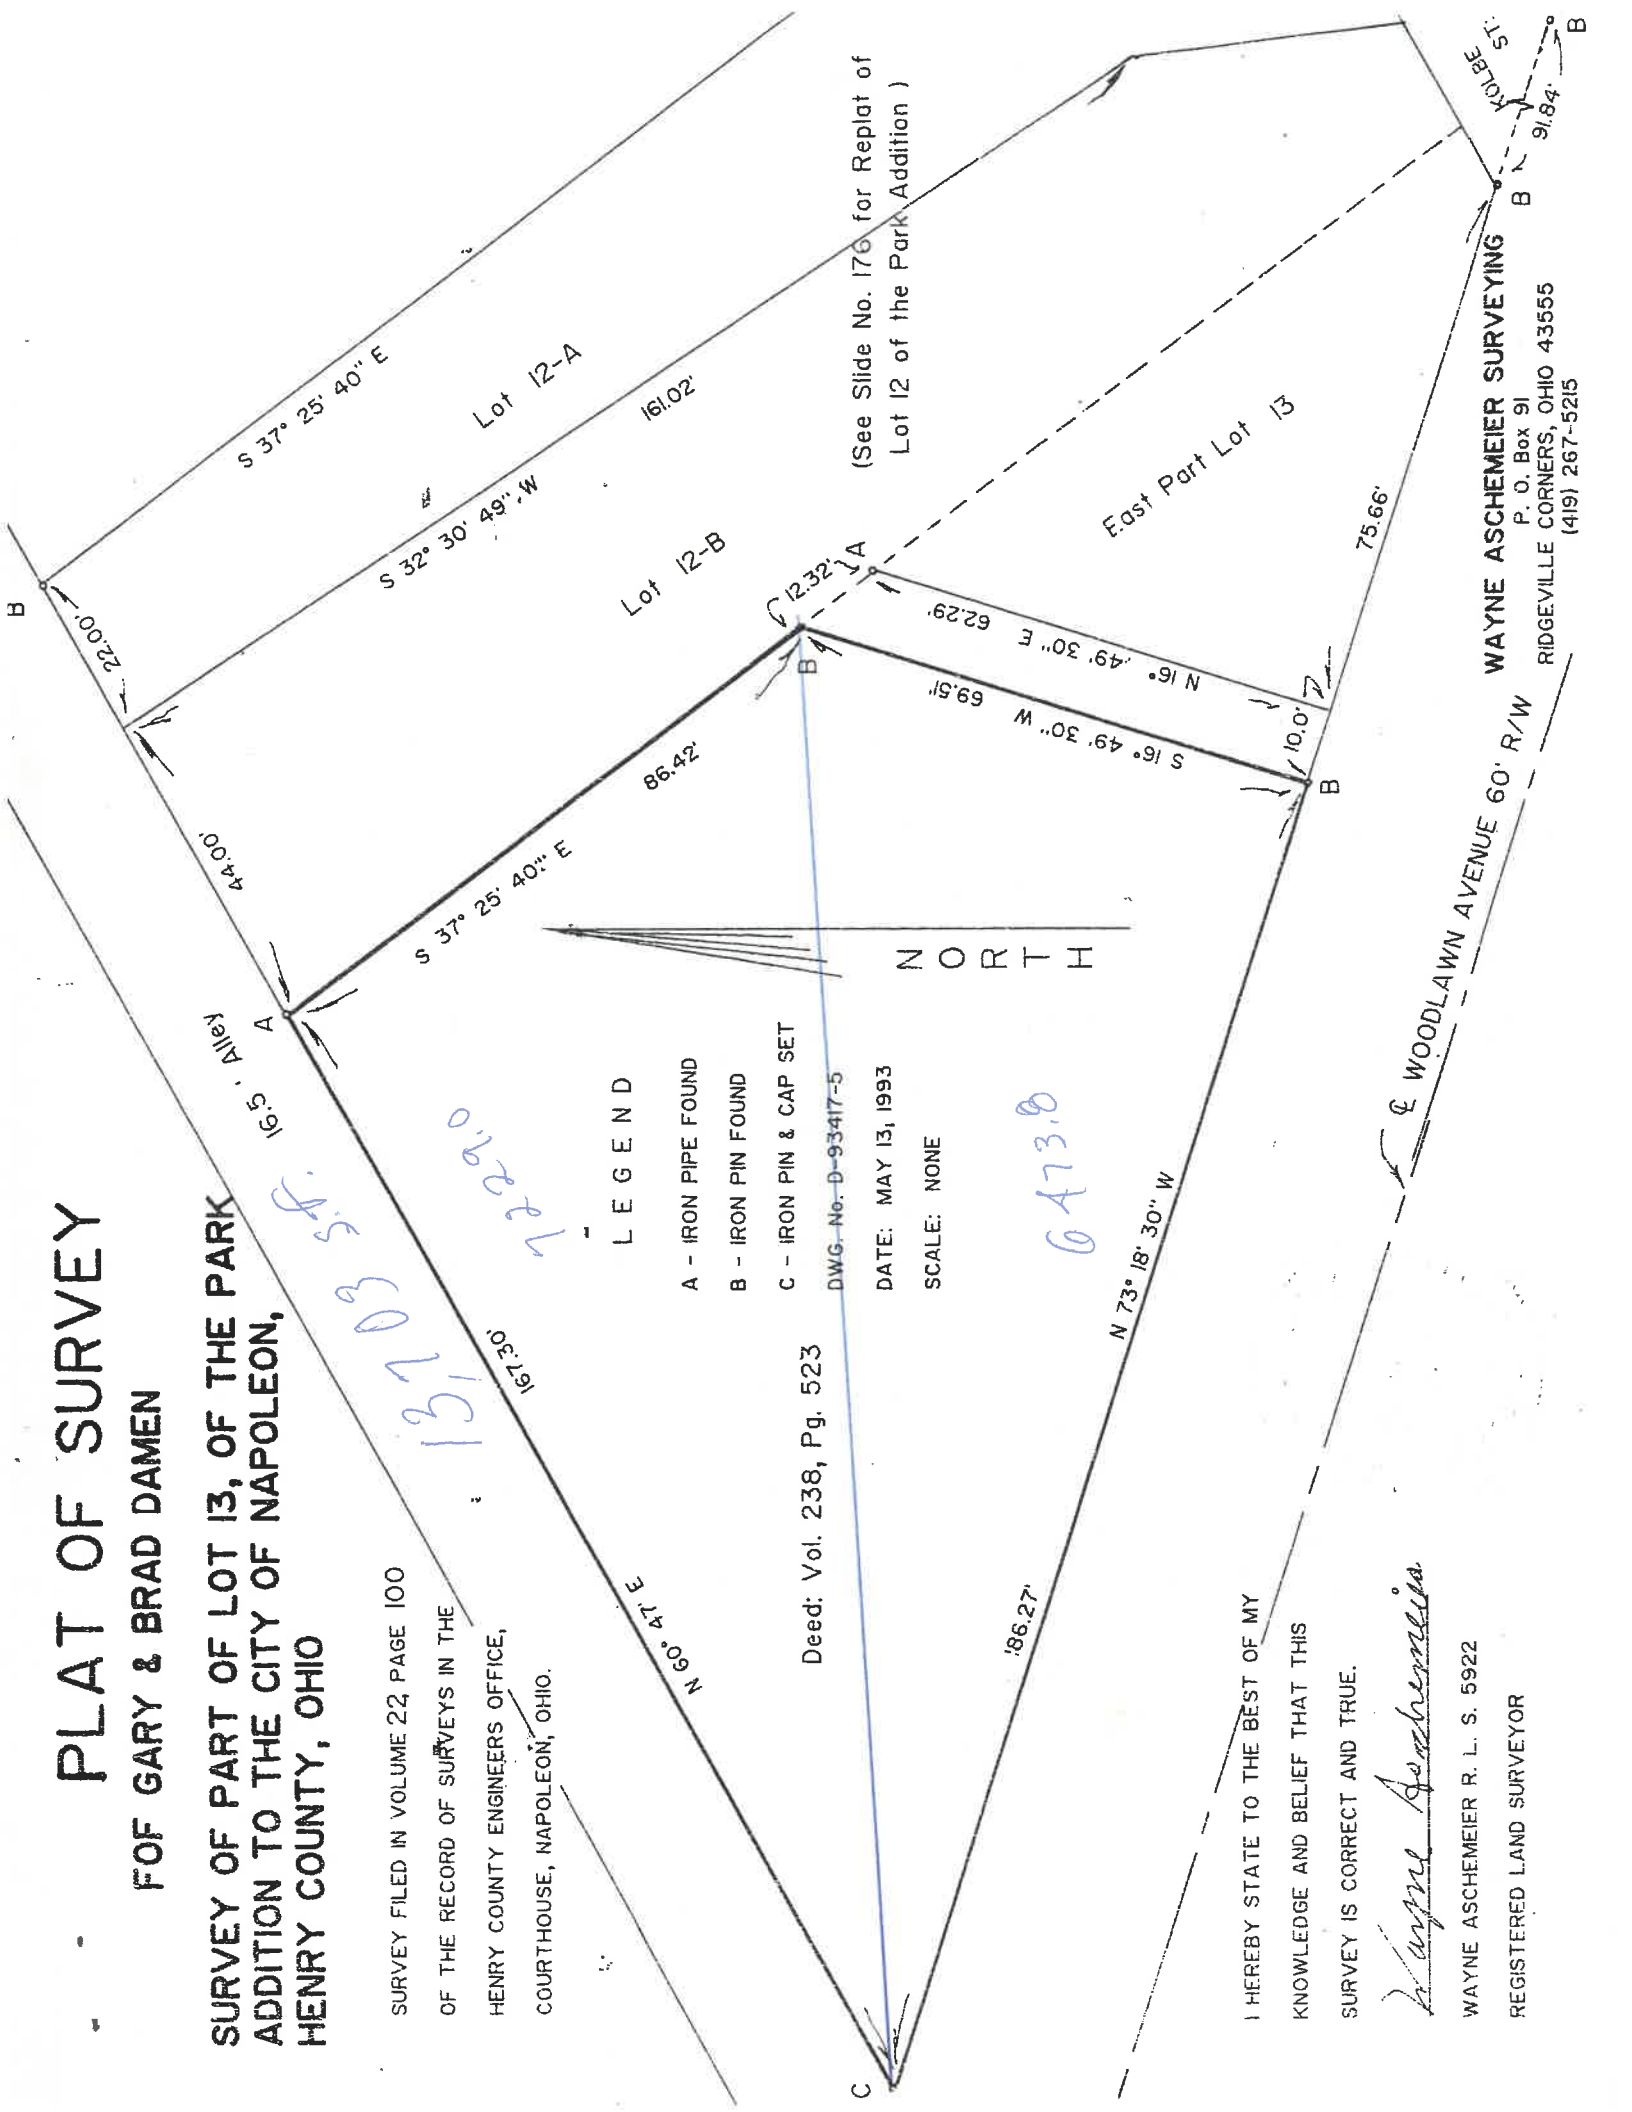 PLAT OF SURVEY
FOF GARY & BRAD DAMEN
SURVEY OF PART OF LOT 13, OF THE PARK
ADDITION TO THE CITY OF NAPOLEON,
HENRY COUNTY, OHIO
SURVEY FILED IN VOLUME 22, PAGE 100
OF THE RECORD OF SURVEYS IN THE
HENRY COUNTY ENGINEERS OFFICE,
COURTHOUSE, NAPOLEON, OHIO.
13,703 S.F.
7229.0
6473.8
16.5' Alley
B
22.00'
44.00'
A
S 37° 25' 40" E
Lot 12-A
S 32° 30' 49" W
161.02'
Lot 12-B
(See Slide No. 176 for Replat of
Lot 12 of the Park Addition )
S 37° 25' 40" E
86.42'
12.32'
A
B
N 60° 47' E
167.30'
LEGEND
A - IRON PIPE FOUND
B - IRON PIN FOUND
C - IRON PIN & CAP SET
DWG. No. D-93417-5
DATE: MAY 13, 1993
SCALE: NONE
NORTH
Deed: Vol. 238, Pg. 523
C
S 16° 49' 30" W
69.51'
N 16° 49' 30" E
62.29'
East Part Lot 13
10.0'
B
75.66'
N 73° 18' 30" W
186.27'
B
B
91.84'
KOLBE
ST.
B
℄ WOODLAWN AVENUE 60' R/W
I HEREBY STATE TO THE BEST OF MY
KNOWLEDGE AND BELIEF THAT THIS
SURVEY IS CORRECT AND TRUE.
Wayne Aschemeier
WAYNE ASCHEMEIER R. L. S. 5922
REGISTERED LAND SURVEYOR
WAYNE ASCHEMEIER SURVEYING
P. O. Box 91
RIDGEVILLE CORNERS, OHIO 43555
(419) 267-5215